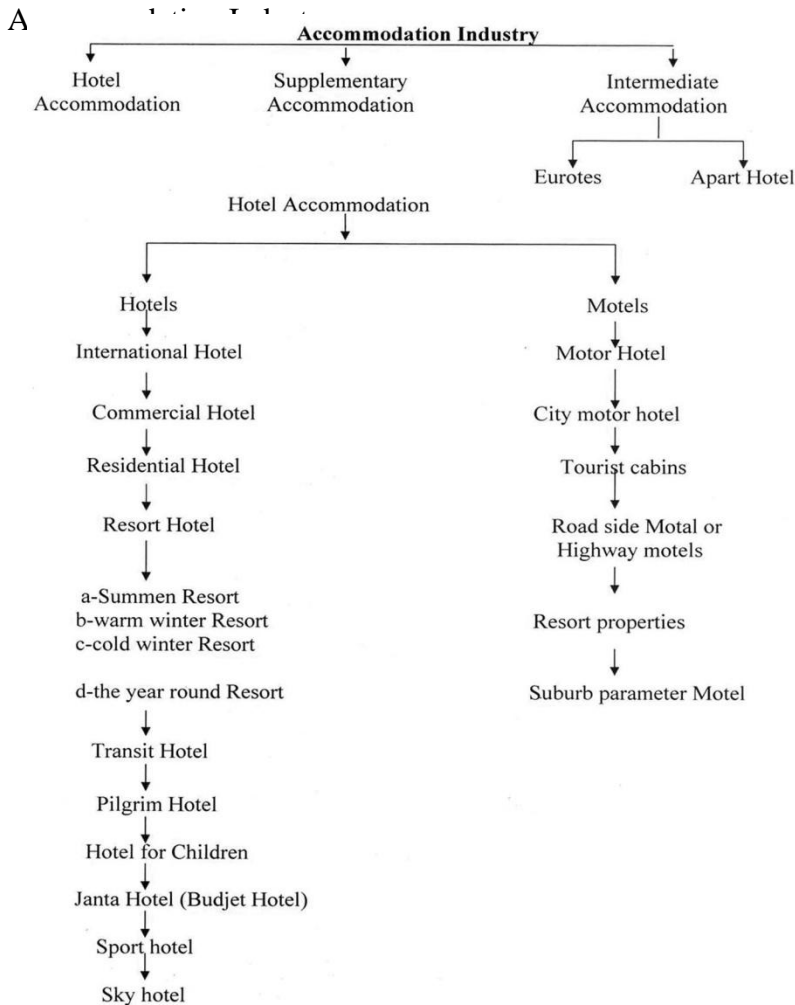 A
Accommodation Industry
Hotel
Accommodation
Supplementary
Accommodation
Intermediate
Accommodation
Eurotes
Apart Hotel
Hotel Accommodation
Hotels
Motels
International Hotel
Motor Hotel
Commercial Hotel
City motor hotel
Residential Hotel
Tourist cabins
Resort Hotel
Road side Motal or
Highway motels
a-Summen Resort
b-warm winter Resort
c-cold winter Resort
Resort properties
d-the year round Resort
Suburb parameter Motel
Transit Hotel
Pilgrim Hotel
Hotel for Children
Janta Hotel (Budjet Hotel)
Sport hotel
Sky hotel